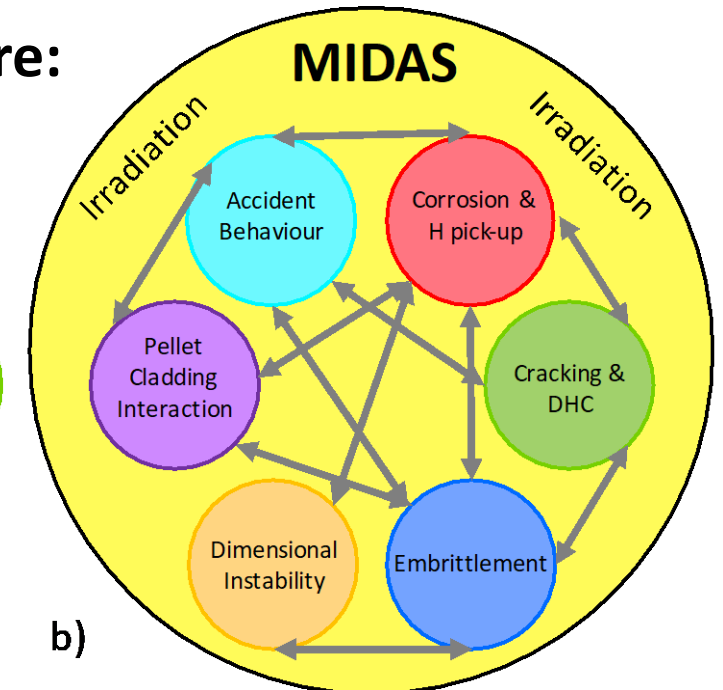 re:
MIDAS
Irradiation
Irradiation
Accident
Behaviour
Corrosion &
H pick-up
Pellet
Cladding
Interaction
Cracking &
DHC
Dimensional
Instability
Embrittlement
b)